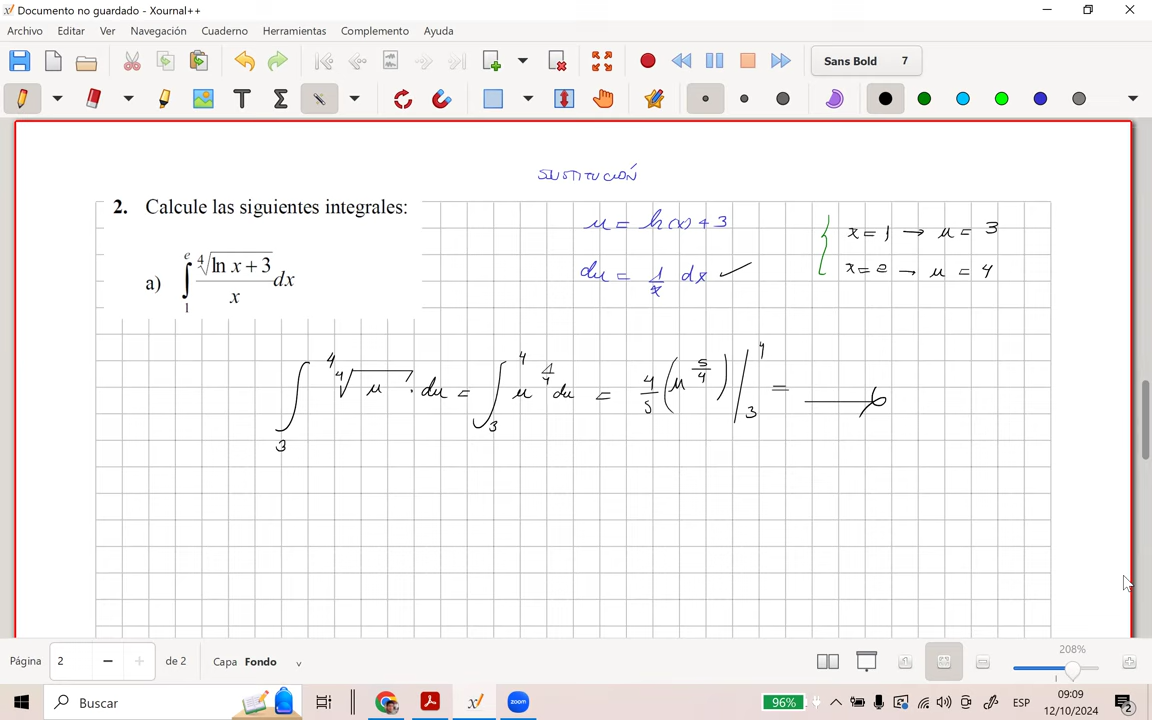 Documento no guardado - Xournal++
Archivo Editar Ver Navegación Cuaderno Herramientas Complemento Ayuda
Sans Bold 7
SUSTITUCIÓN
2. Calcule las siguientes integrales:
u = ln(x) + 3
x = 1 → u = 3
a) ∫₁ᵉ ⁴√(ln x + 3) / x dx
du = 1/x dx ✓
x = e → u = 4
∫₃⁴ ⁴√u · du = ∫₃⁴ u^(1/4) du = 4/5 (u^(5/4)) |₃⁴ =
208%
Página 2 de 2 Capa Fondo
Buscar
96%
ESP
09:09
12/10/2024
2
zoom